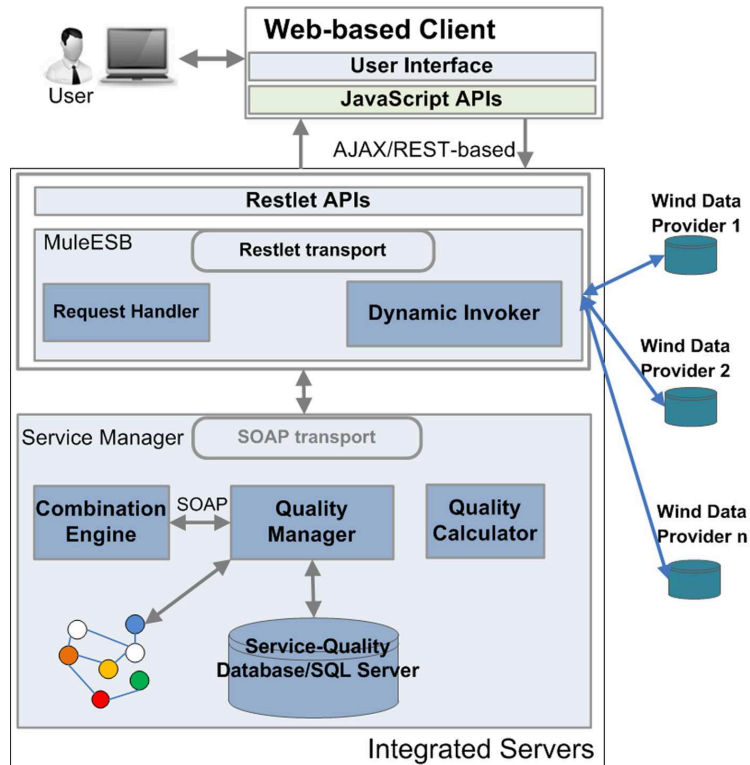 Web-based Client
User Interface
JavaScript APIs
User
AJAX/REST-based
Restlet APIs
MuleESB
Restlet transport
Request Handler
Dynamic Invoker
Wind Data
Provider 1
Wind Data
Provider 2
Wind Data
Provider n
Service Manager
SOAP transport
Combination
Engine
SOAP
Quality
Manager
Quality
Calculator
Service-Quality
Database/SQL Server
Integrated Servers